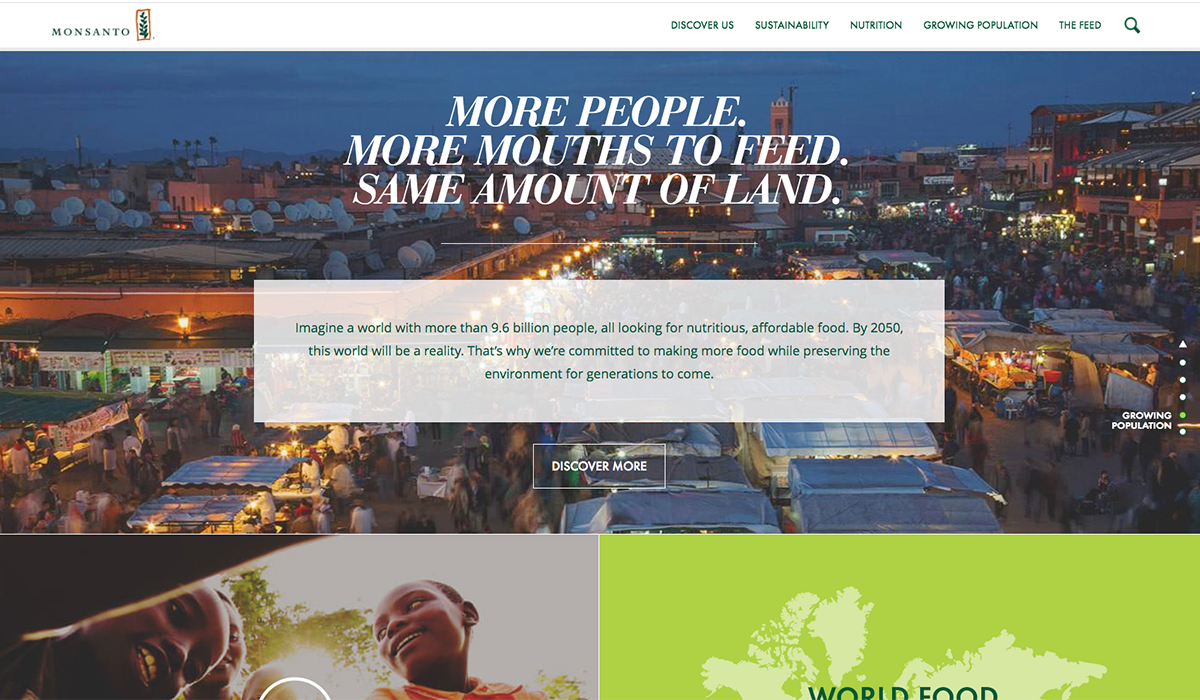 MONSANTO
DISCOVER US
SUSTAINABILITY
NUTRITION
GROWING POPULATION
THE FEED
MORE PEOPLE.
MORE MOUTHS TO FEED.
SAME AMOUNT OF LAND.
Imagine a world with more than 9.6 billion people, all looking for nutritious, affordable food. By 2050,
this world will be a reality. That’s why we’re committed to making more food while preserving the
environment for generations to come.
GROWING
POPULATION
DISCOVER MORE
WORLD FOOD